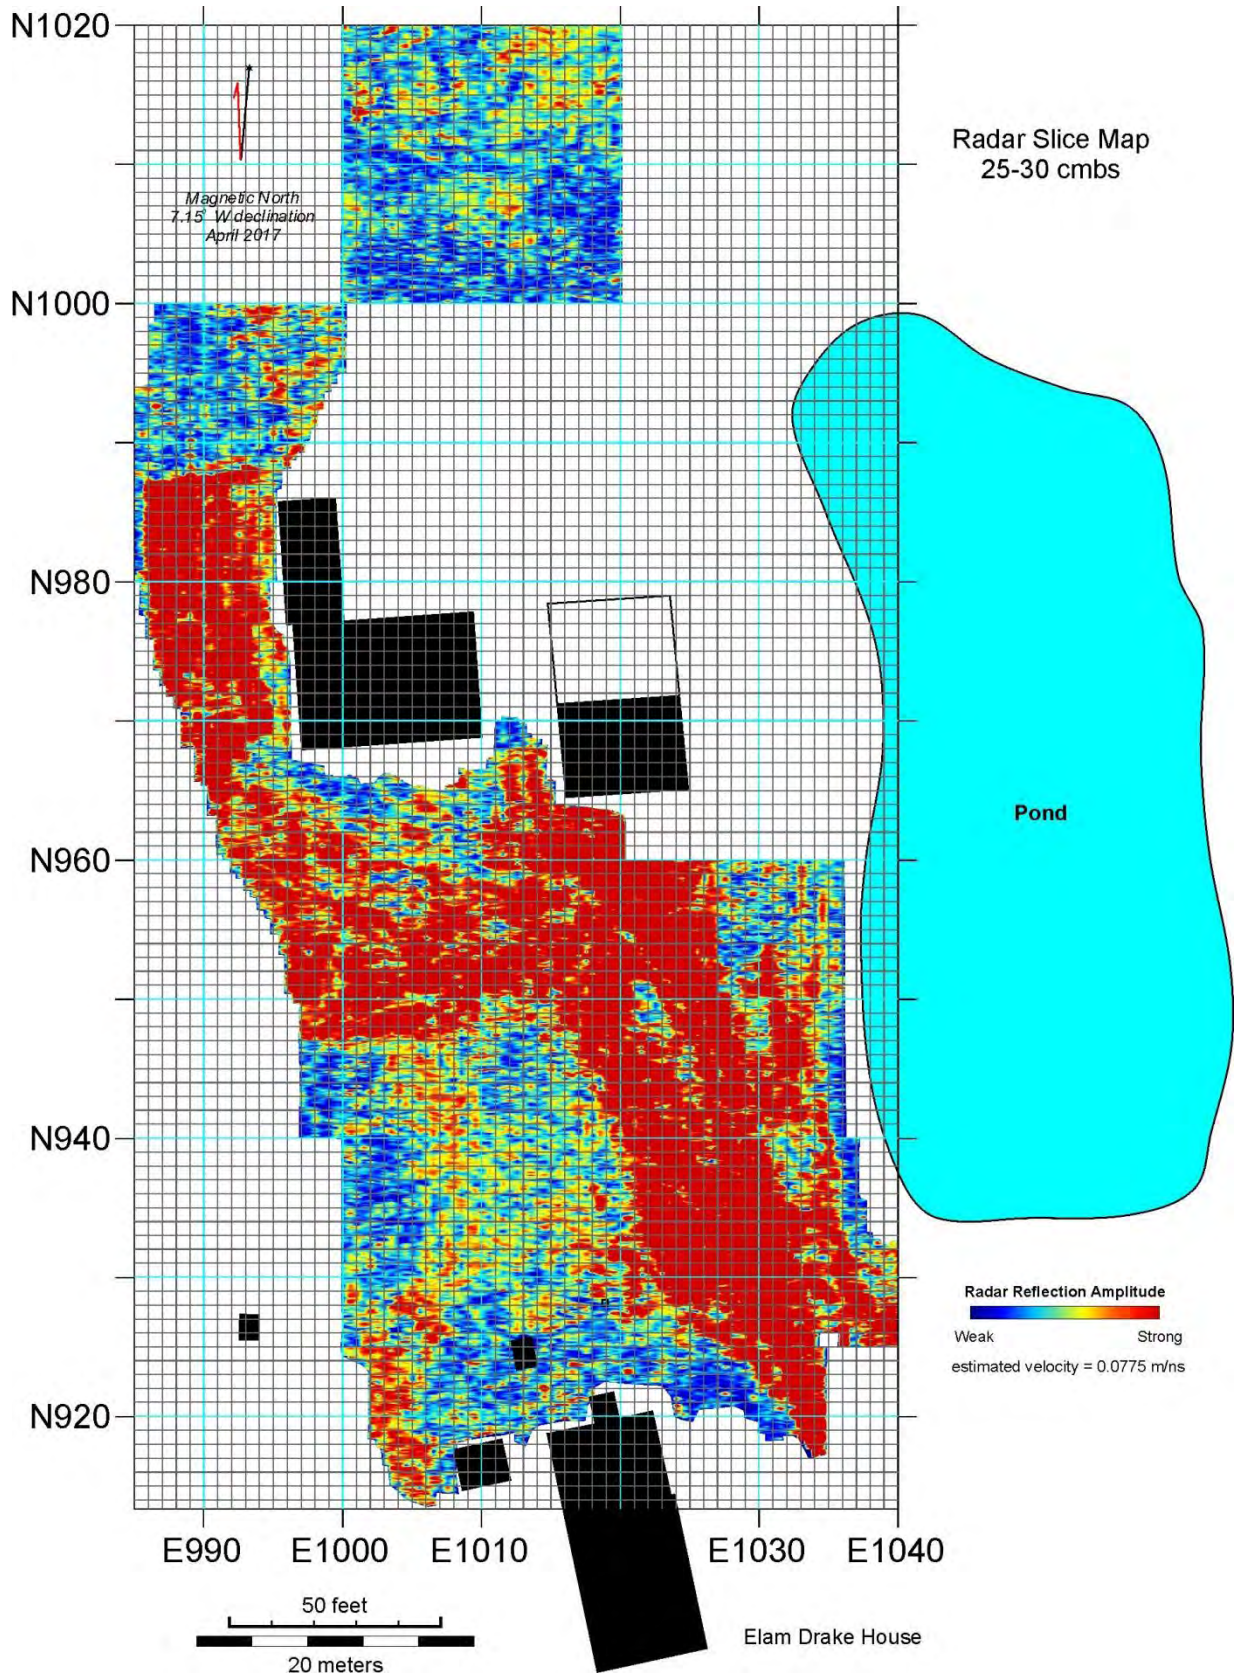 N1020
Radar Slice Map
25-30 cmbs
Magnetic North
7.15° W declination
April 2017
N1000
N980
Pond
N960
N940
Radar Reflection Amplitude
Weak Strong
estimated velocity = 0.0775 m/ns
N920
E990 E1000 E1010 E1030 E1040
50 feet
20 meters
Elam Drake House